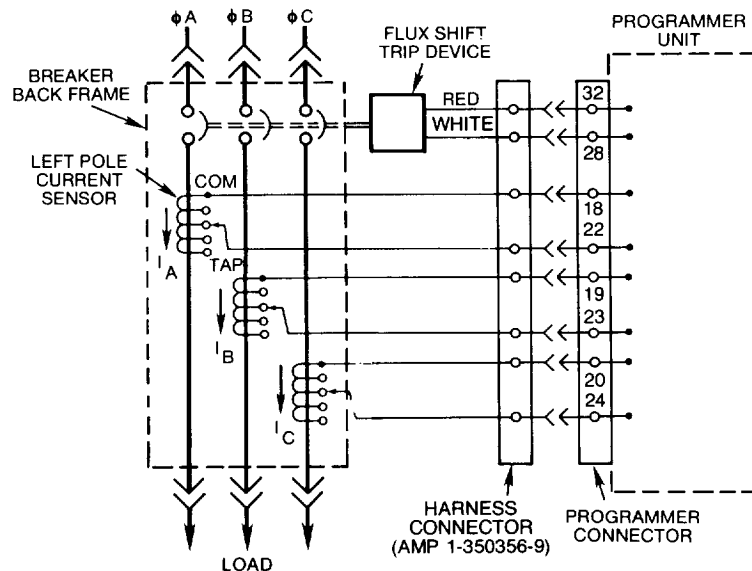 ϕA
ϕB
ϕC
FLUX SHIFT
TRIP DEVICE
PROGRAMMER
UNIT
BREAKER
BACK FRAME
RED
WHITE
32
28
LEFT POLE
CURRENT
SENSOR
COM
18
22
I A
TAP
19
23
I B
20
24
I C
HARNESS
CONNECTOR
(AMP 1-350356-9)
PROGRAMMER
CONNECTOR
LOAD